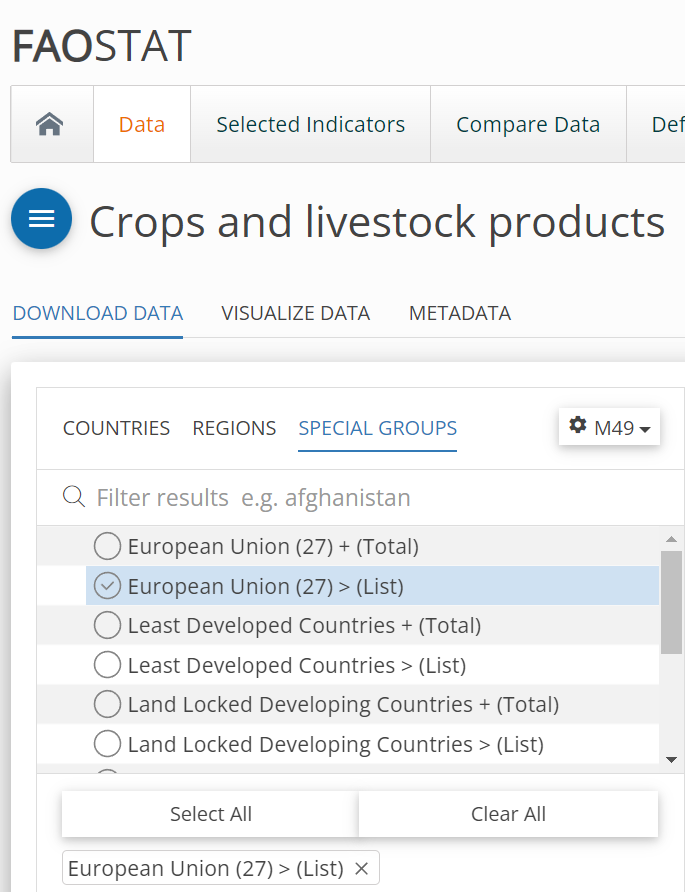 FAOSTAT
Data Selected Indicators Compare Data
Crops and livestock products
DOWNLOAD DATA VISUALIZE DATA METADATA
COUNTRIES REGIONS SPECIAL GROUPS M49
Filter results e.g. afghanistan
European Union (27) + (Total)
European Union (27) > (List)
Least Developed Countries + (Total)
Least Developed Countries > (List)
Land Locked Developing Countries + (Total)
Land Locked Developing Countries > (List)
Select All Clear All
European Union (27) > (List) ×